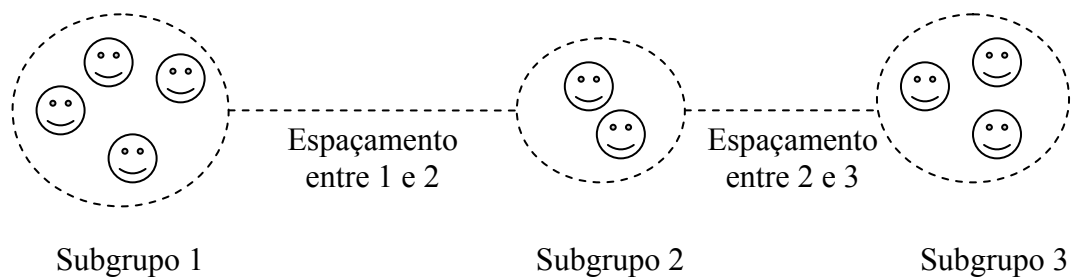 Espaçamento
entre 1 e 2
Espaçamento
entre 2 e 3
Subgrupo 1
Subgrupo 2
Subgrupo 3